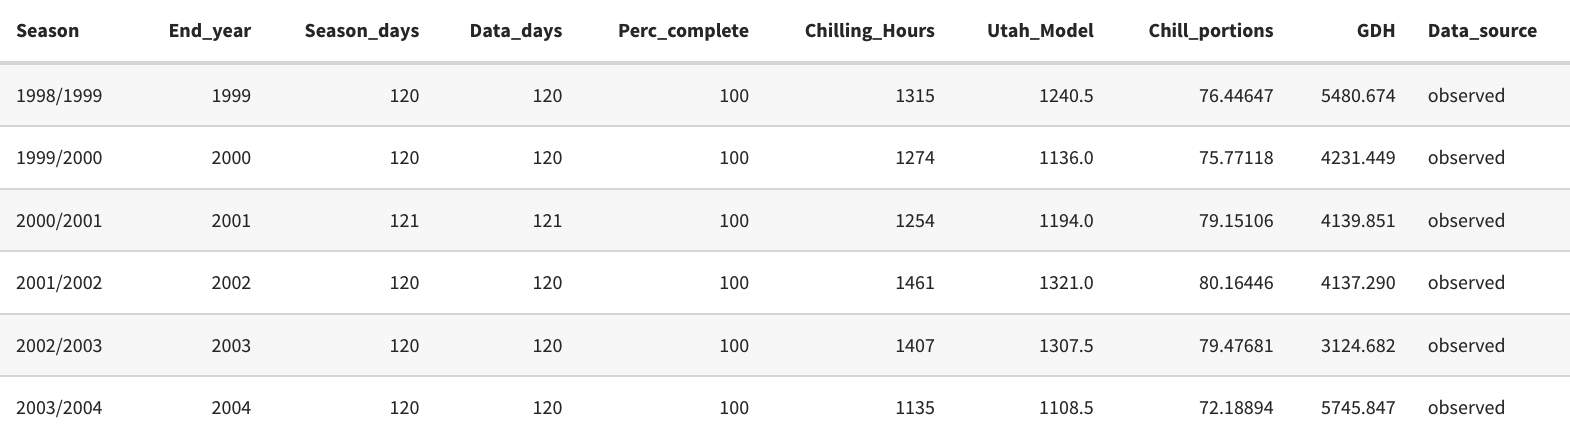 Season End_year Season_days Data_days Perc_complete Chilling_Hours Utah_Model Chill_portions GDH Data_source
1998/1999 1999 120 120 100 1315 1240.5 76.44647 5480.674 observed
1999/2000 2000 120 120 100 1274 1136.0 75.77118 4231.449 observed
2000/2001 2001 121 121 100 1254 1194.0 79.15106 4139.851 observed
2001/2002 2002 120 120 100 1461 1321.0 80.16446 4137.290 observed
2002/2003 2003 120 120 100 1407 1307.5 79.47681 3124.682 observed
2003/2004 2004 120 120 100 1135 1108.5 72.18894 5745.847 observed